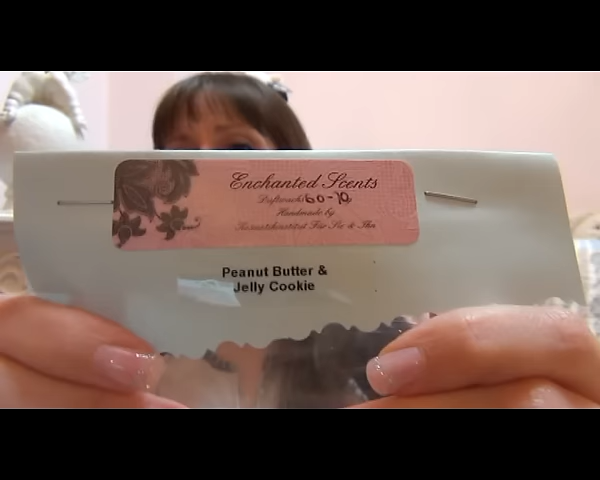 Enchanted Scents
60-70
Handmade by
Peanut Butter &
Jelly Cookie